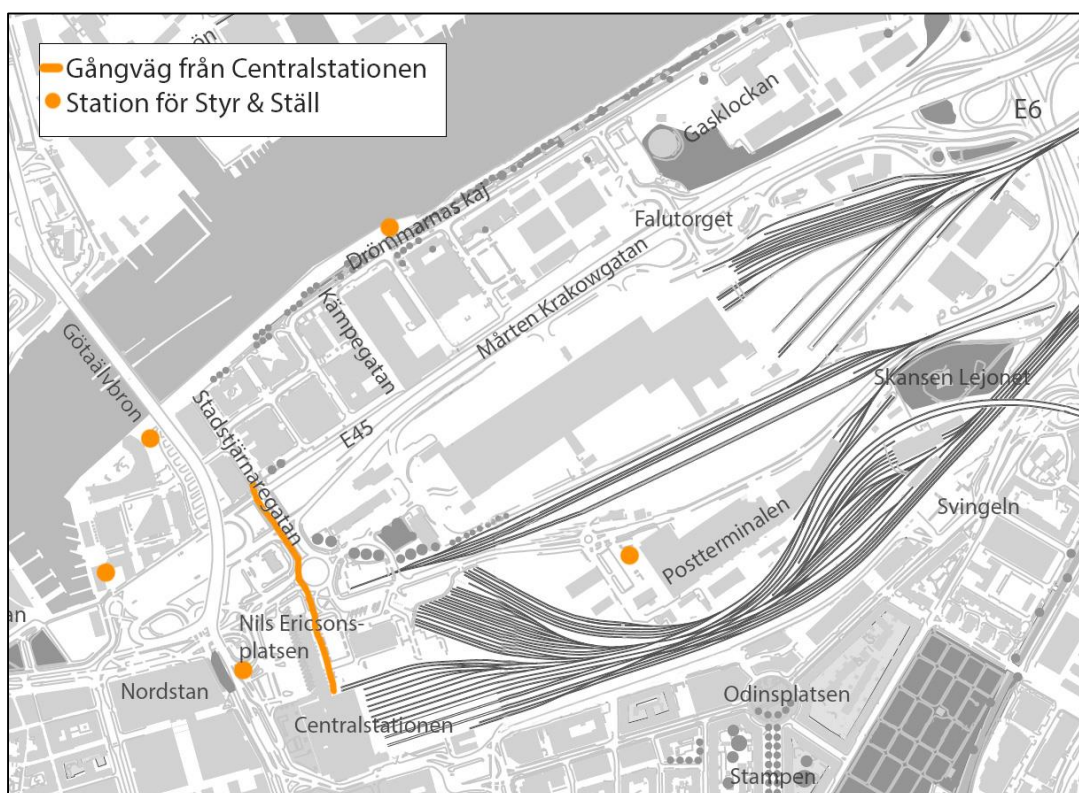 Gångväg från Centralstationen
Station för Styr & Ställ
Gasklockan
E6
Falutorget
Drömmarnas kaj
Mårten Krakowgatan
Kämpegatan
Götaälvbron
Skansen Lejonet
Stadstjärnaregatan
E45
Svingeln
Postterminalen
an
Nils Ericsons-
platsen
Nordstan
Odinsplatsen
Centralstationen
Stampen